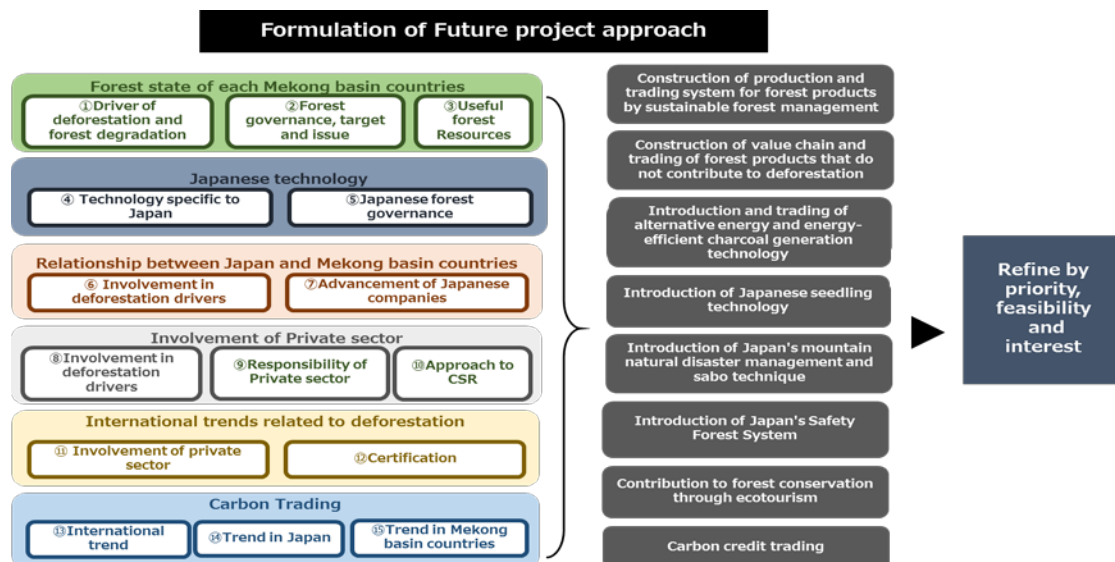 Formulation of Future project approach
Forest state of each Mekong basin countries
①Driver of
deforestation and
forest degradation
②Forest
governance, target
and issue
③Useful
forest
Resources
Japanese technology
④ Technology specific to
Japan
⑤Japanese forest
governance
Relationship between Japan and Mekong basin countries
⑥ Involvement in
deforestation drivers
⑦Advancement of Japanese
companies
Involvement of Private sector
⑧Involvement in
deforestation
drivers
⑨Responsibility of
Private sector
⑩Approach to
CSR
International trends related to deforestation
⑪ Involvement of private
sector
⑫Certification
Carbon Trading
⑬International
trend
⑭Trend in Japan
⑮Trend in Mekong
basin countries
Construction of production and
trading system for forest products
by sustainable forest management
Construction of value chain and
trading of forest products that do
not contribute to deforestation
Introduction and trading of
alternative energy and energy-
efficient charcoal generation
technology
Introduction of Japanese seedling
technology
Introduction of Japan's mountain
natural disaster management and
sabo technique
Introduction of Japan's Safety
Forest System
Contribution to forest conservation
through ecotourism
Carbon credit trading
Refine by
priority,
feasibility
and
interest